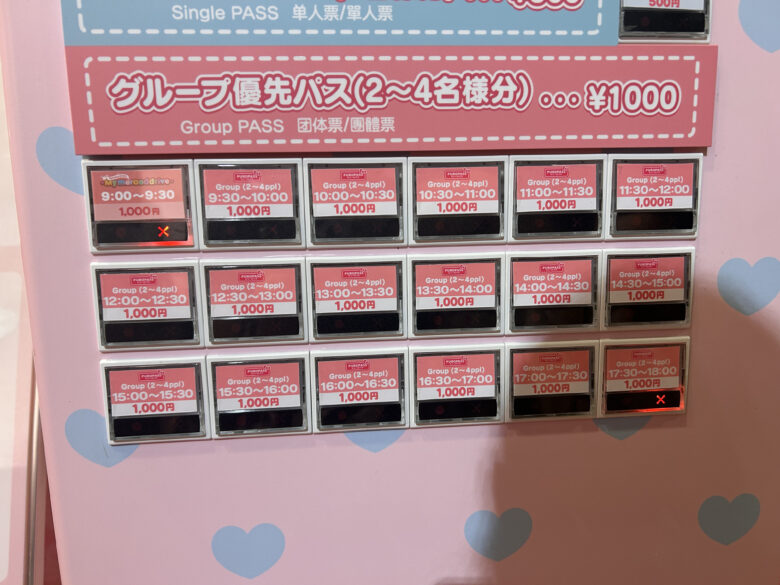 Single PASS 单人票/單人票
500円
グループ優先パス(2〜4名様分)...¥1000
Group PASS 团体票/團體票
9:00〜9:30
1,000円
Group (2〜4ppl)
9:30〜10:00
1,000円
Group (2〜4ppl)
10:00〜10:30
1,000円
Group (2〜4ppl)
10:30〜11:00
1,000円
Group (2〜4ppl)
11:00〜11:30
1,000円
Group (2〜4ppl)
11:30〜12:00
1,000円
Group (2〜4ppl)
12:00〜12:30
1,000円
Group (2〜4ppl)
12:30〜13:00
1,000円
Group (2〜4ppl)
13:00〜13:30
1,000円
Group (2〜4ppl)
13:30〜14:00
1,000円
Group (2〜4ppl)
14:00〜14:30
1,000円
Group (2〜4ppl)
14:30〜15:00
1,000円
Group (2〜4ppl)
15:00〜15:30
1,000円
Group (2〜4ppl)
15:30〜16:00
1,000円
Group (2〜4ppl)
16:00〜16:30
1,000円
Group (2〜4ppl)
16:30〜17:00
1,000円
Group (2〜4ppl)
17:00〜17:30
1,000円
Group (2〜4ppl)
17:30〜18:00
1,000円